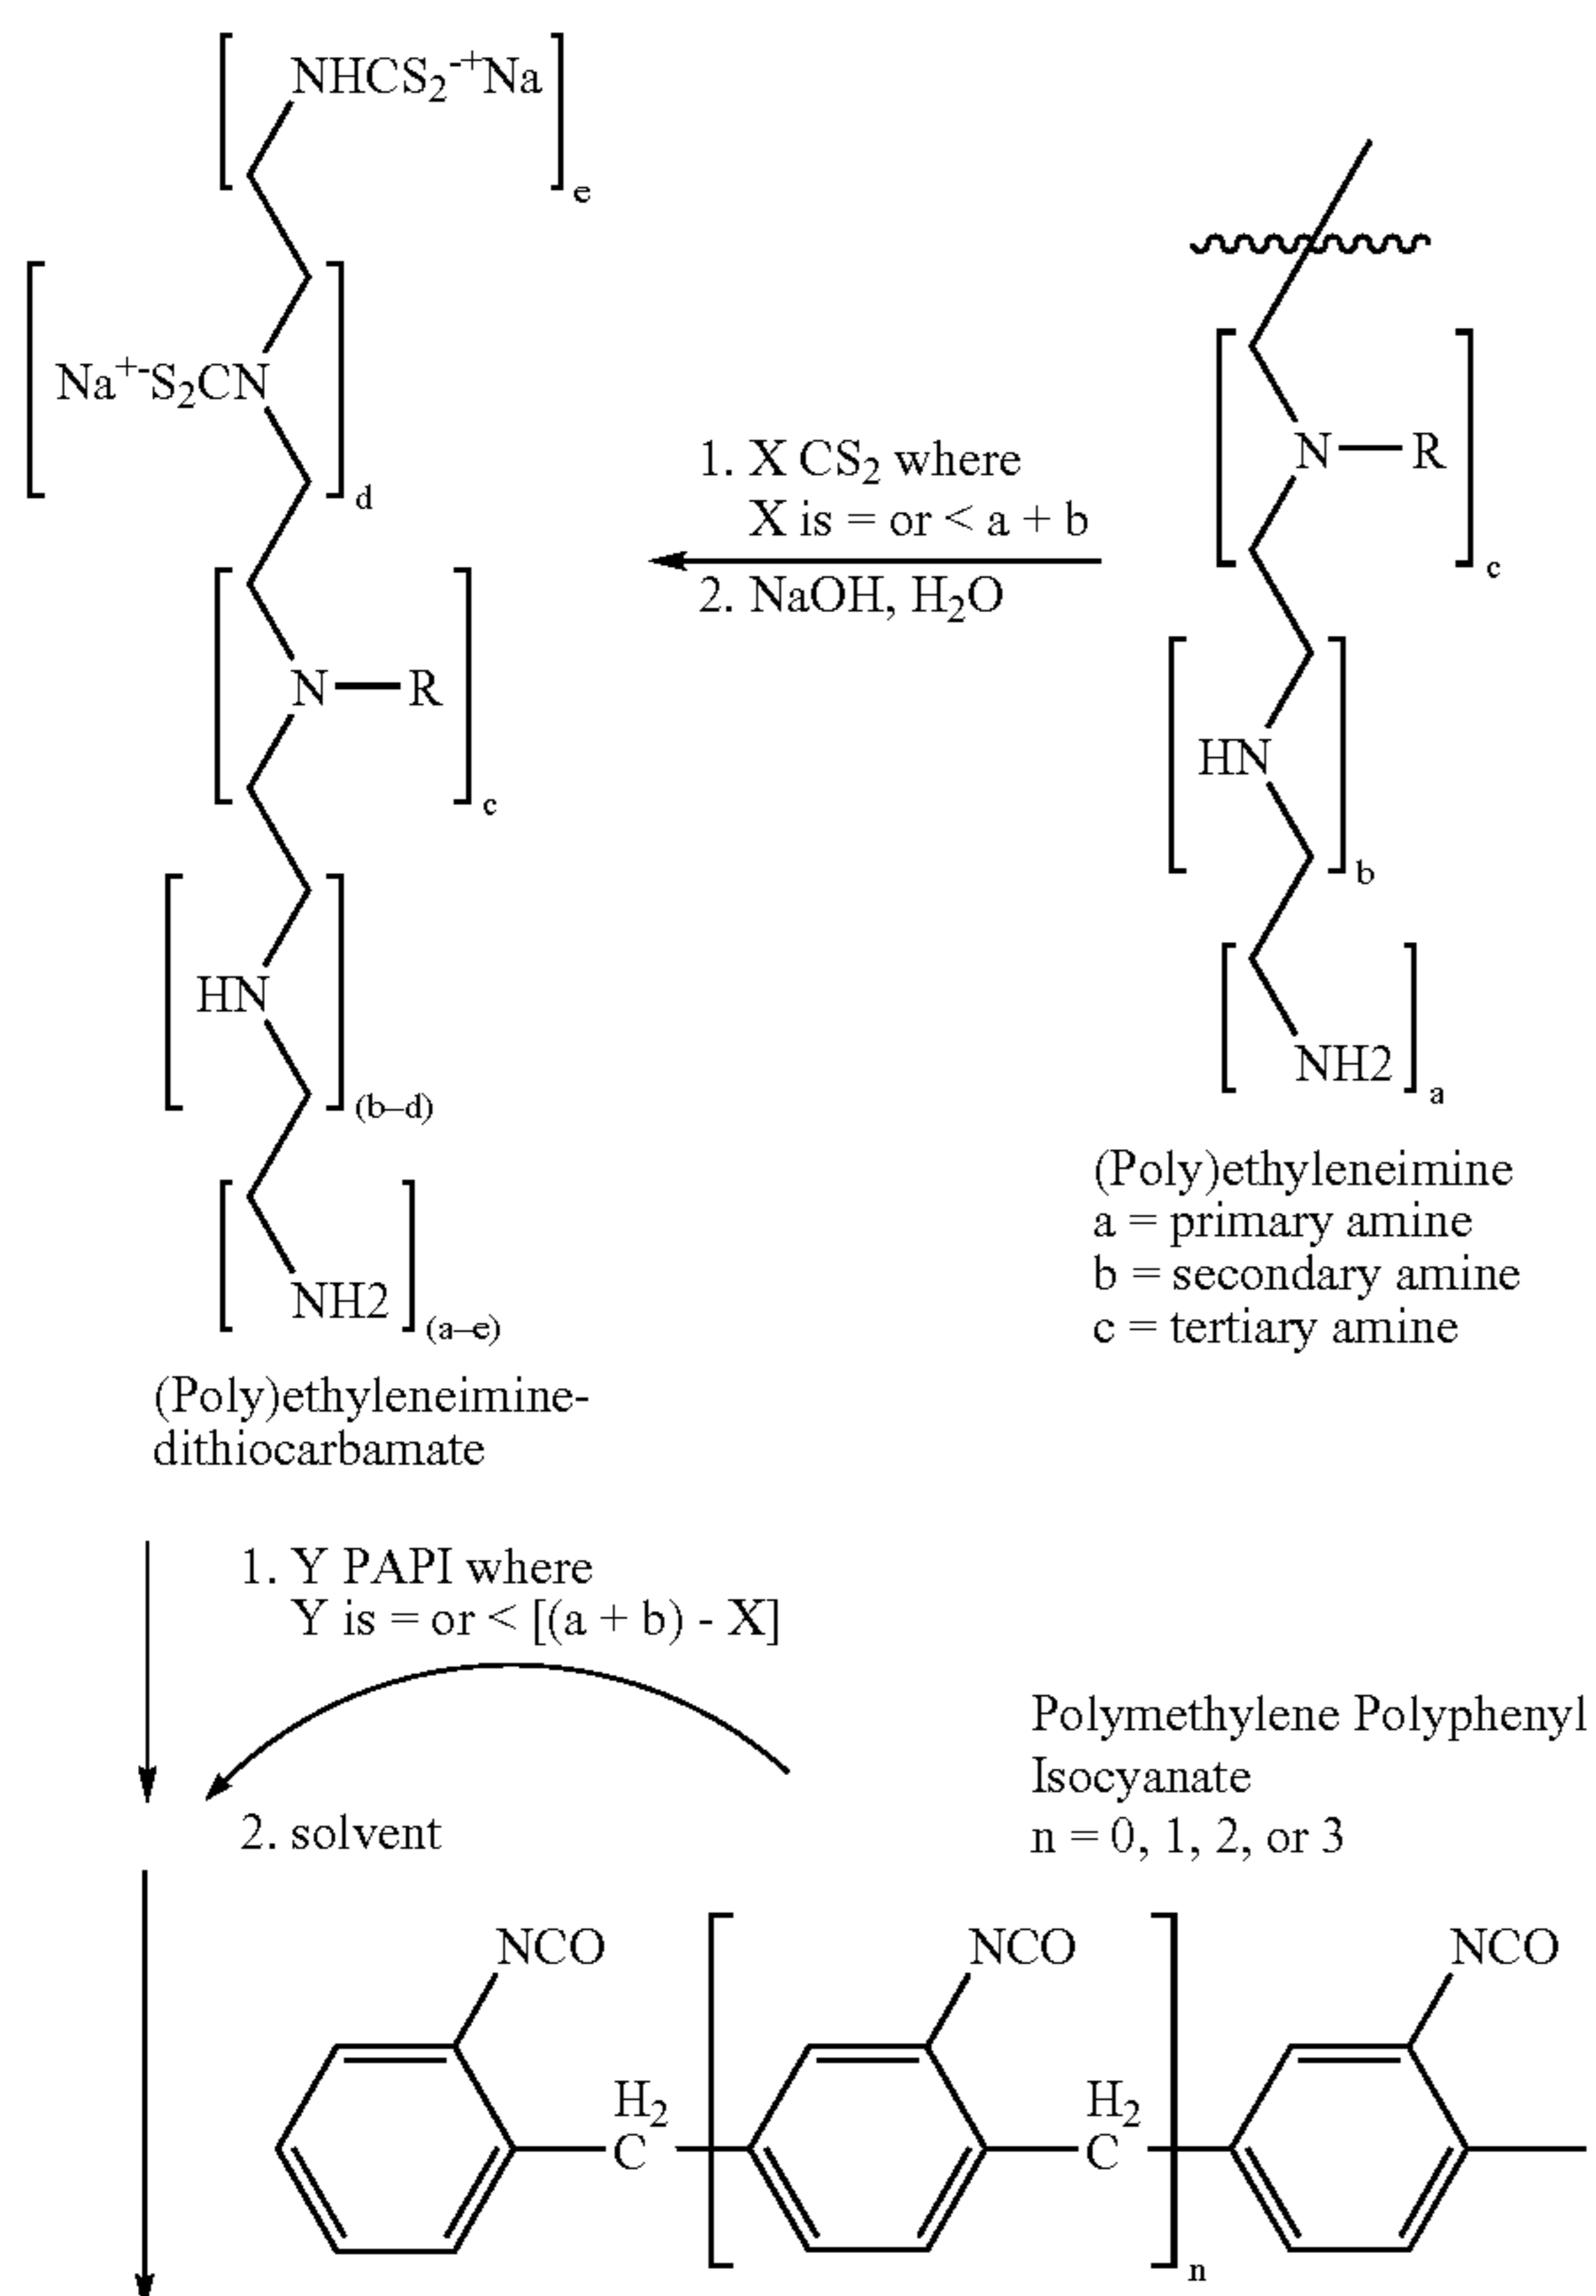 NHCS₂⁻⁺Na
e
Na⁺⁻S₂CN
d
N—R
c
HN
(b–d)
NH2
(a–e)
(Poly)ethyleneimine-
dithiocarbamate
1. X CS₂ where
X is = or < a + b
2. NaOH, H₂O
N—R
c
HN
b
NH2
a
(Poly)ethyleneimine
a = primary amine
b = secondary amine
c = tertiary amine
1. Y PAPI where
Y is = or < [(a + b) - X]
2. solvent
Polymethylene Polyphenyl
Isocyanate
n = 0, 1, 2, or 3
NCO NCO NCO
H₂ H₂
C C
n